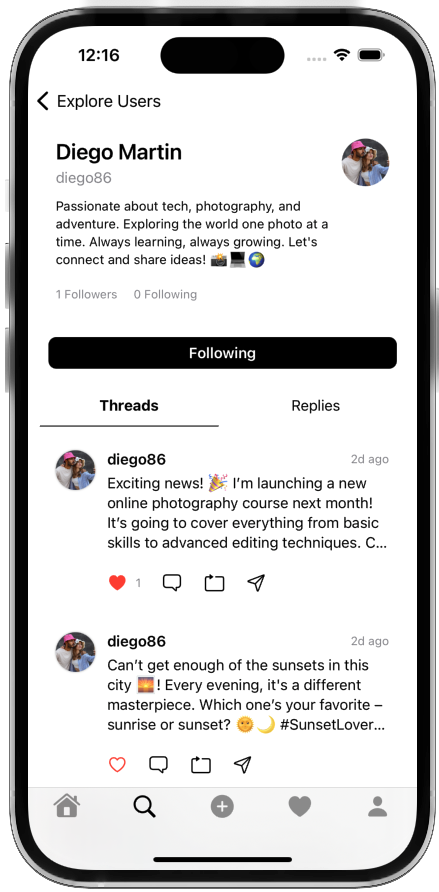 12:16
Explore Users
Diego Martin
diego86
Passionate about tech, photography, and
adventure. Exploring the world one photo at a
time. Always learning, always growing. Let's
connect and share ideas! 📸💻🌍
1 Followers 0 Following
Following
Threads Replies
diego86 2d ago
Exciting news! 🎉 I’m launching a new
online photography course next month!
It’s going to cover everything from basic
skills to advanced editing techniques. C...
1
diego86 2d ago
Can’t get enough of the sunsets in this
city 🌅! Every evening, it's a different
masterpiece. Which one’s your favorite –
sunrise or sunset? 🌞🌙 #SunsetLover...